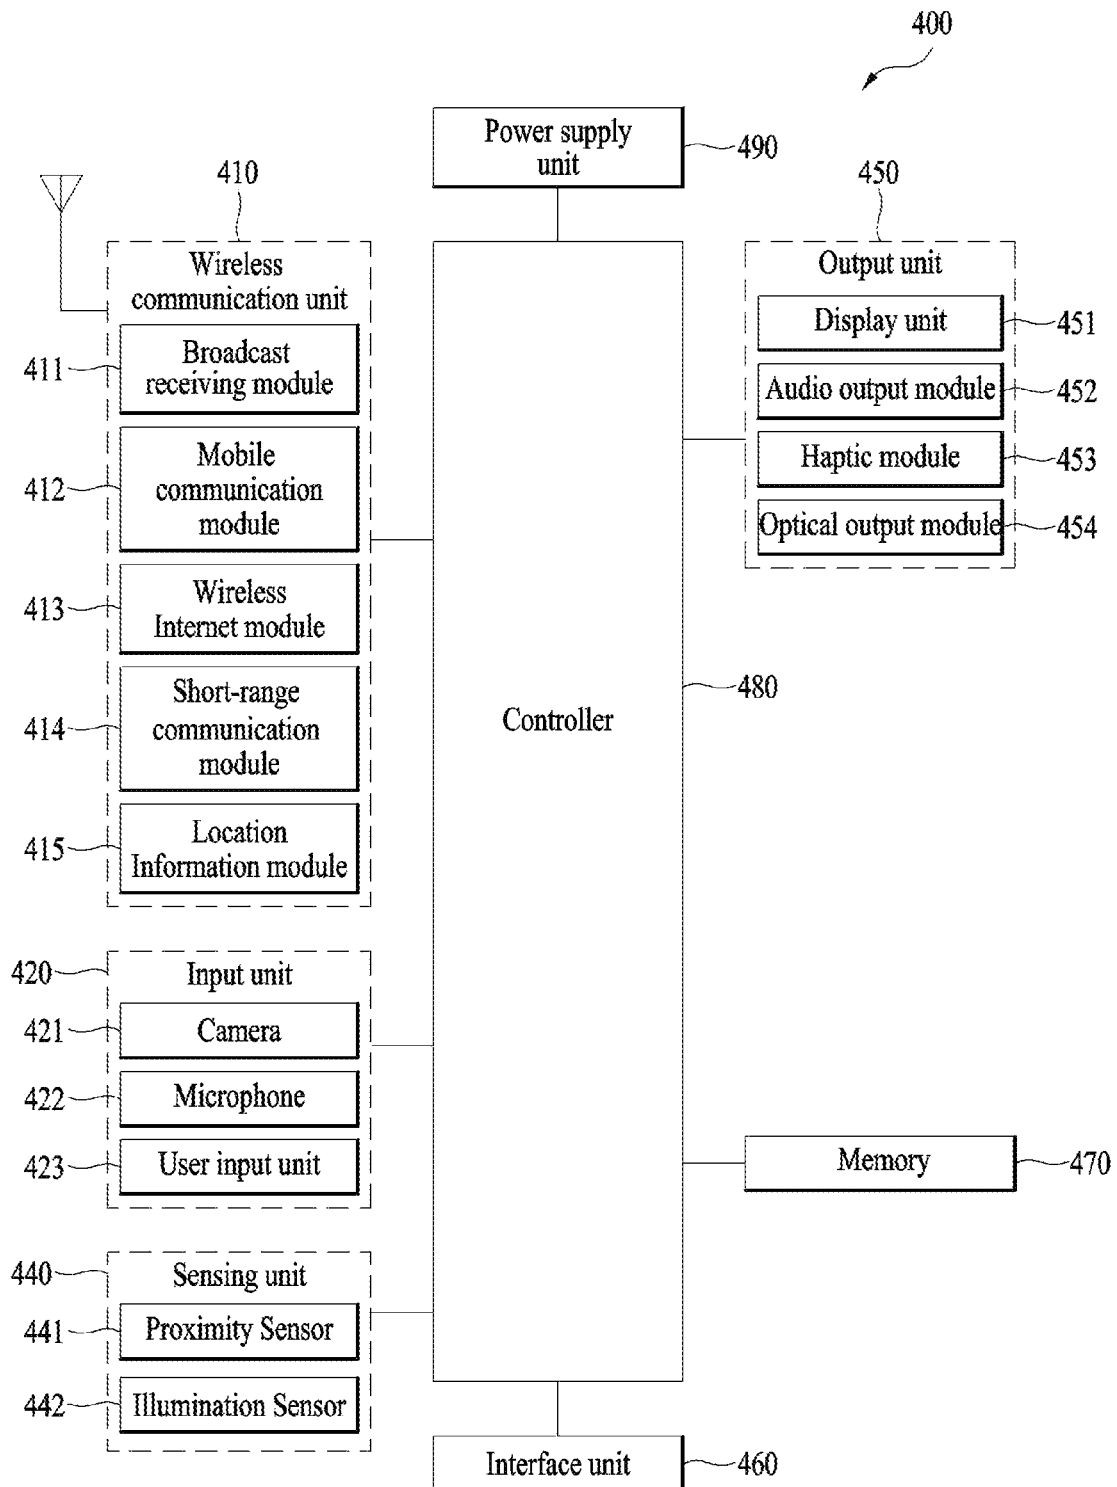 400
Power supply
unit
490
410
450
Wireless
communication unit
Output unit
Broadcast
receiving module
411
Display unit
451
Audio output module
452
Mobile
communication
module
412
Haptic module
453
Optical output module
454
Wireless
Internet module
413
Short-range
communication
module
414
Controller
480
Location
Information module
415
420
Input unit
421
Camera
422
Microphone
423
User input unit
Memory
470
440
Sensing unit
441
Proximity Sensor
442
Illumination Sensor
Interface unit
460